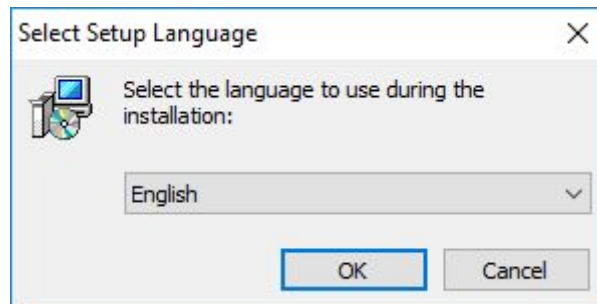 Select Setup Language
Select the language to use during the
installation:
English
OK
Cancel